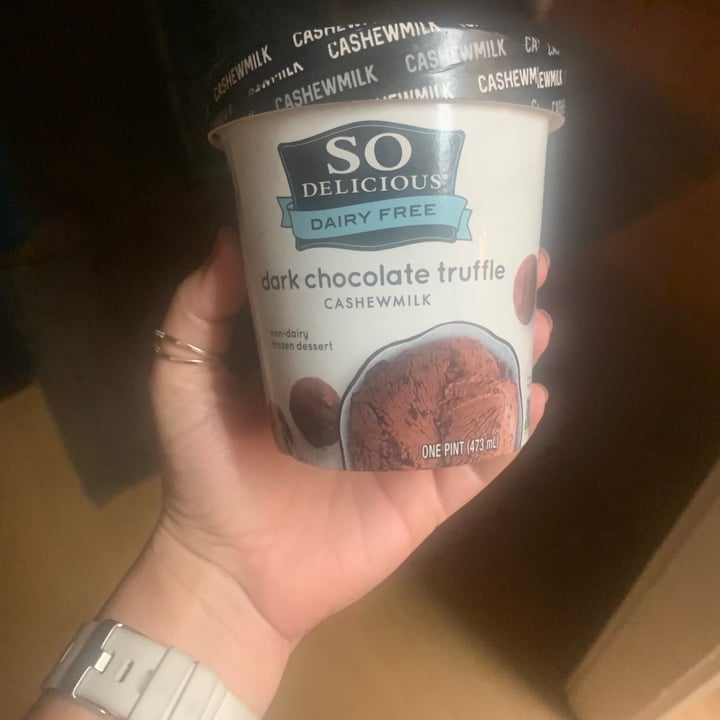 CASHEWMILK CASHEWMILK CASHEWMILK
CASHEWMILK CASHEWMILK CASHEWM
SO
DELICIOUS®
DAIRY FREE
dark chocolate truffle
CASHEWMILK
non-dairy
frozen dessert
ONE PINT (473 mL)